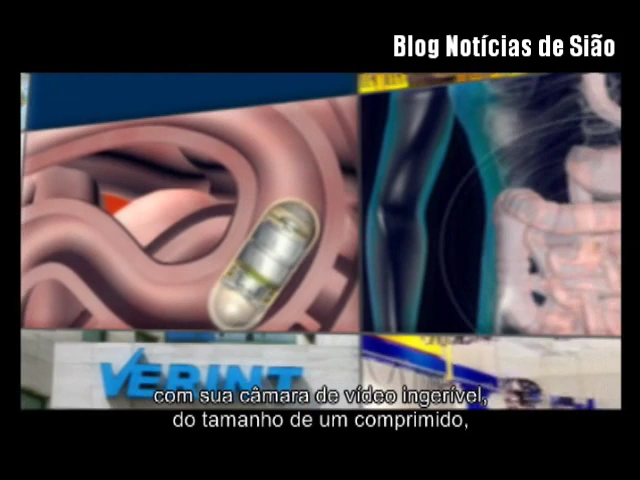 Blog Notícias de Sião
VERINT
com sua câmara de vídeo ingerível,
do tamanho de um comprimido,